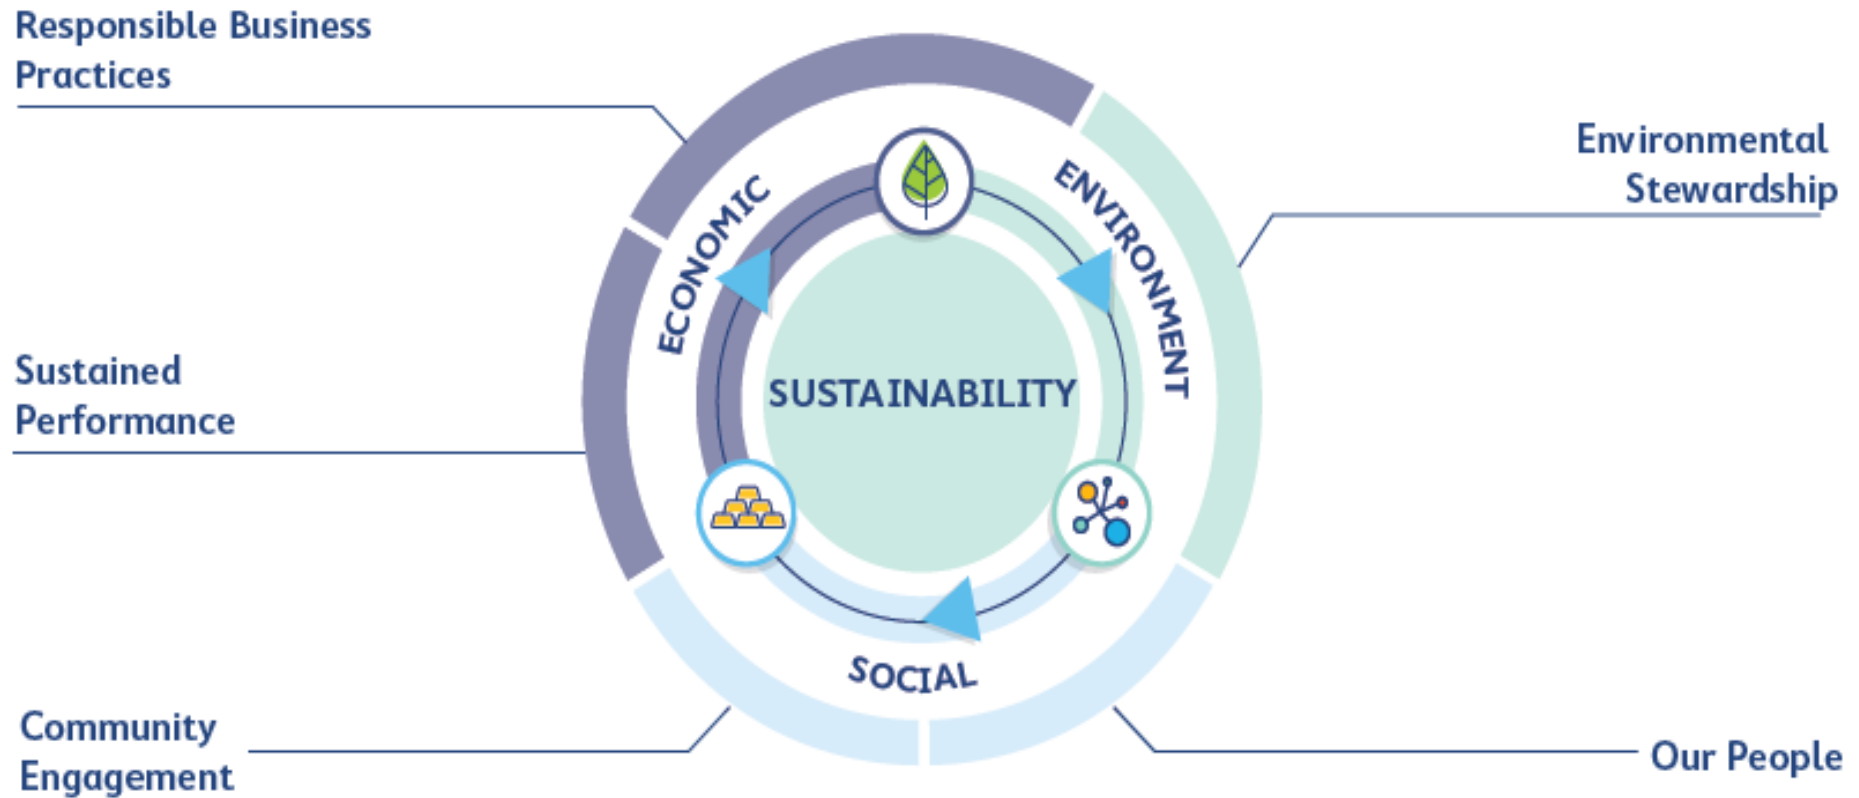 Responsible Business
Practices
Environmental
Stewardship
ECONOMIC
ENVIRONMENT
SUSTAINABILITY
Sustained
Performance
SOCIAL
Community
Engagement
Our People